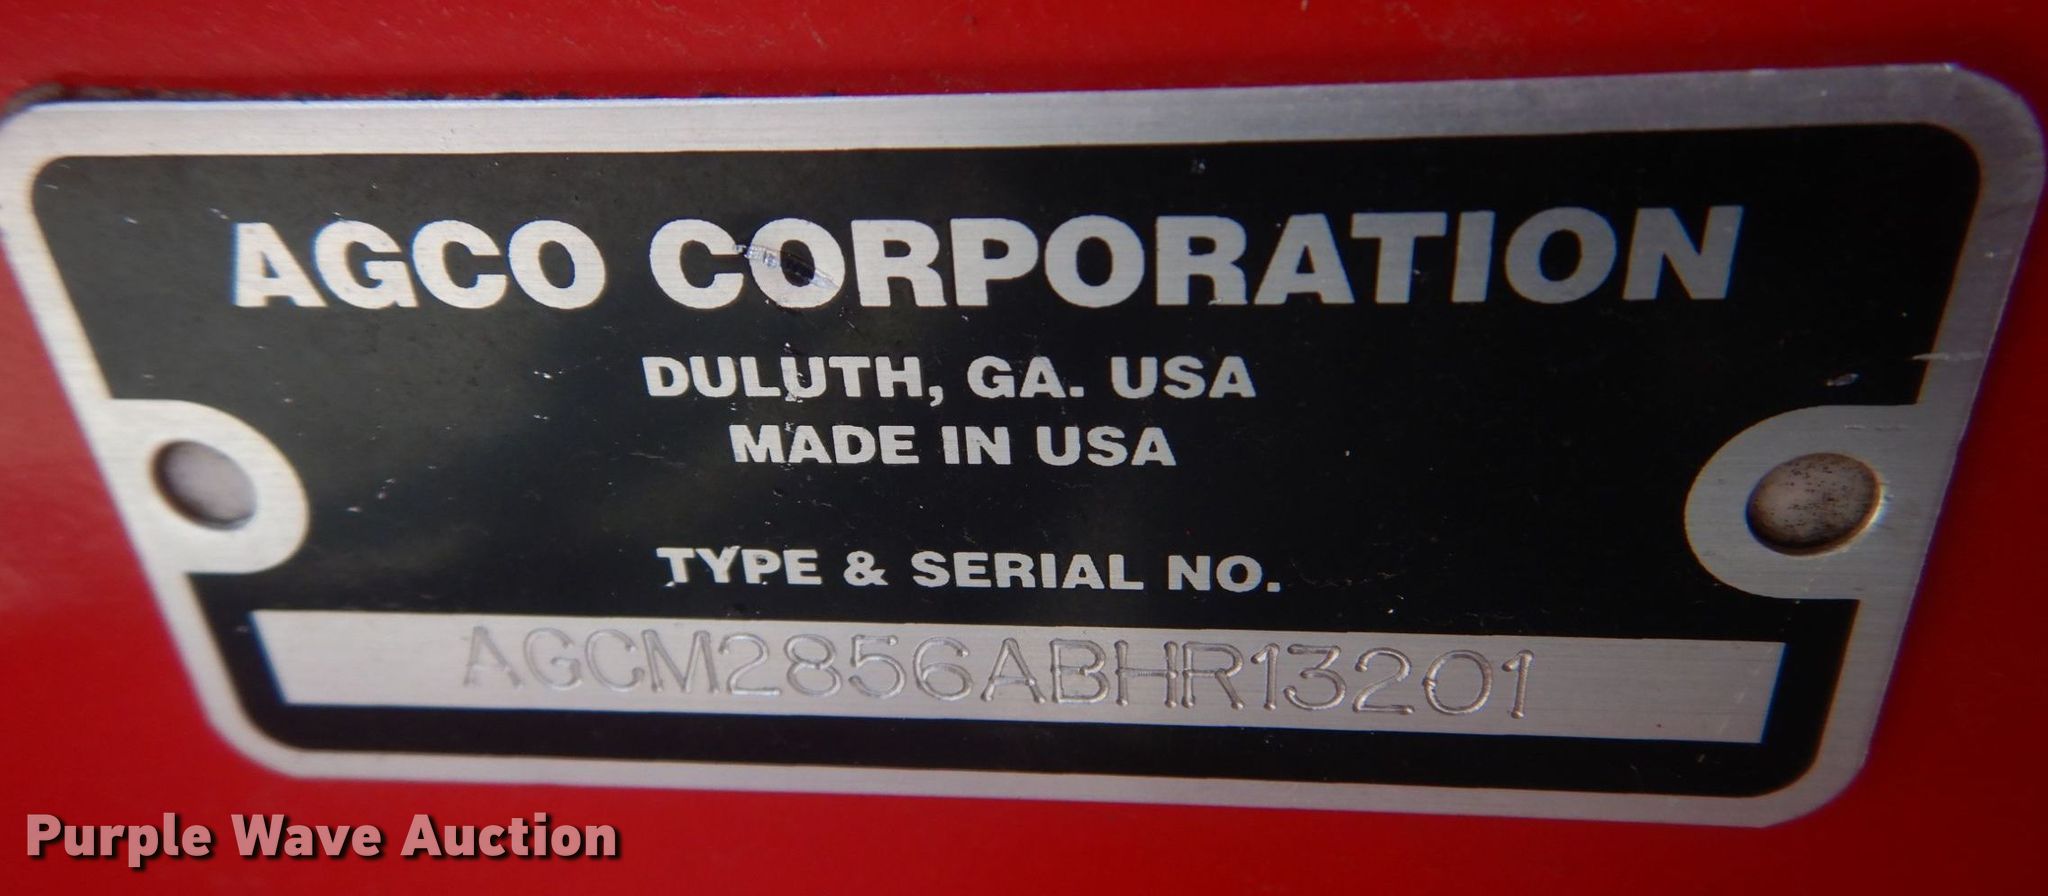 AGCO CORPORATION
DULUTH, GA. USA
MADE IN USA
TYPE & SERIAL NO.
AGCM2856ABHR13201
Purple Wave Auction